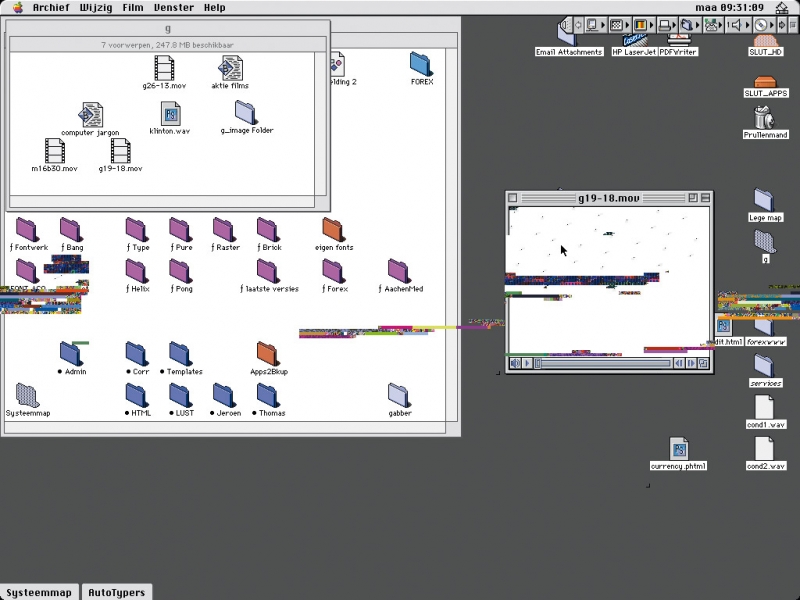 Archief Wijzig Film Venster Help maa 09:31:09
g
7 voorwerpen, 247.8 MB beschikbaar
g26-13.mov
aktie films
computer jargon
klinton.wav
g_image Folder
m16b30.mov
g19-18.mov
elding 2
FOREX
Email Attachments
HP LaserJet
PDFWriter
SLUT_HD
SLUT_APPS
Prullenmand
Lege map
g
g19-18.mov
ƒ Fontwerk
ƒ Bang
ƒ Type
ƒ Pure
ƒ Raster
ƒ Brick
eigen fonts
ƒ Helix
ƒ Pong
ƒ laatste versies
ƒ Forex
ƒ AachenMed
dit.html
forexwww
• Admin
• Corr
• Templates
Apps2Bkup
services
Systeemmap
• HTML
• LUST
• Jeroen
• Thomas
gabber
cond1.wav
currency.phtml
cond2.wav
Systeemmap
AutoTypers